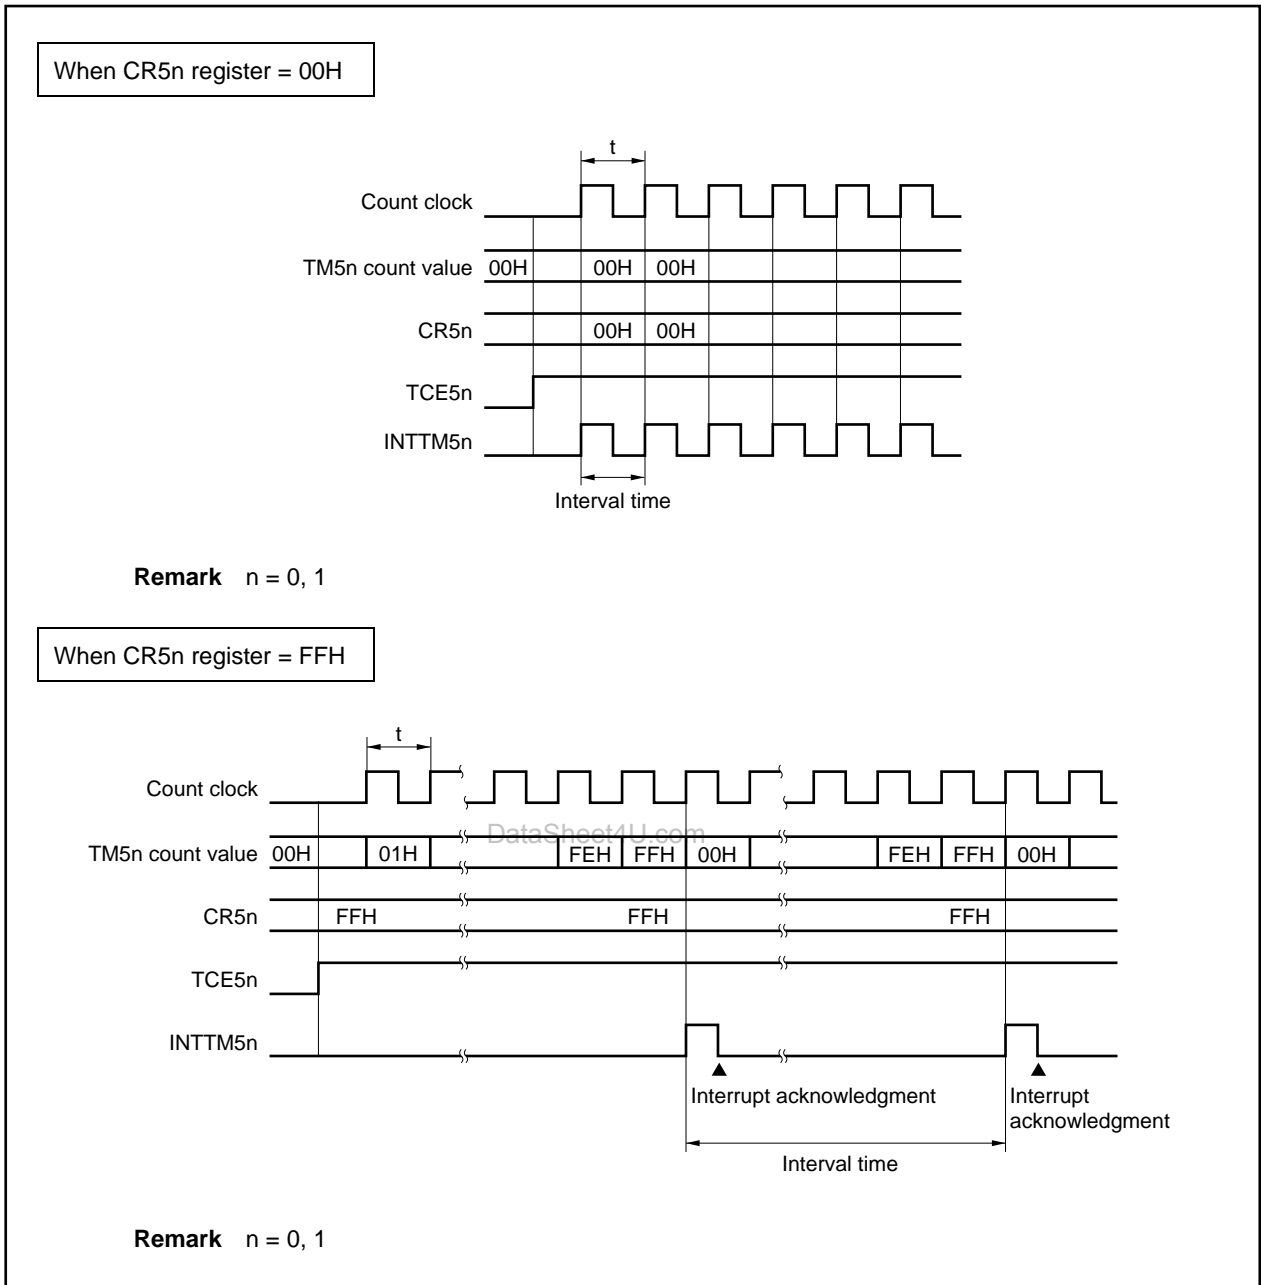 When CR5n register = 00H
t
Count clock
TM5n count value 00H 00H 00H
CR5n 00H 00H
TCE5n
INTTM5n
Interval time
Remark n = 0, 1
When CR5n register = FFH
t
Count clock
DataSheet4U.com
TM5n count value 00H 01H FEH FFH 00H FEH FFH 00H
CR5n FFH FFH FFH
TCE5n
INTTM5n
Interrupt acknowledgment Interrupt
acknowledgment
Interval time
Remark n = 0, 1